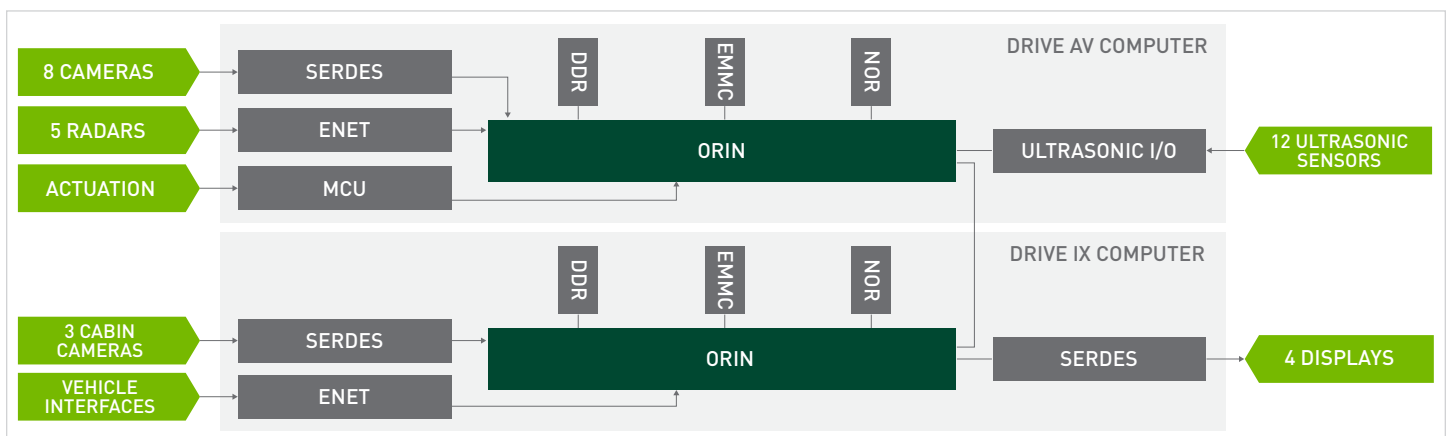 DRIVE AV COMPUTER
8 CAMERAS
SERDES
DDR
EMMC
NOR
5 RADARS
ENET
ORIN
ULTRASONIC I/O
12 ULTRASONIC
SENSORS
ACTUATION
MCU
DRIVE IX COMPUTER
DDR
EMMC
NOR
3 CABIN
CAMERAS
SERDES
ORIN
SERDES
4 DISPLAYS
VEHICLE
INTERFACES
ENET